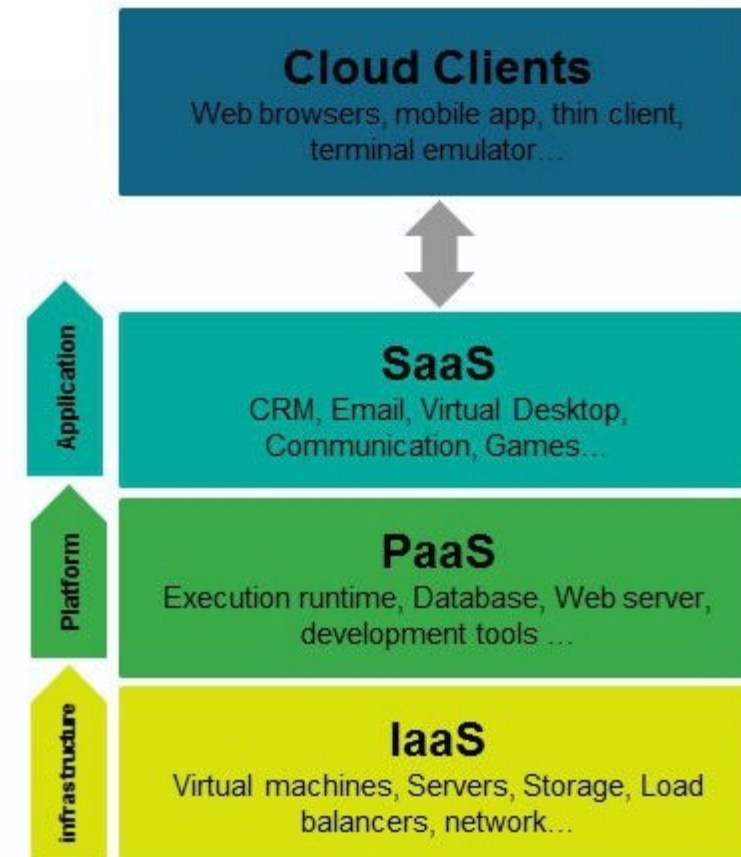 Cloud Clients
Web browsers, mobile app, thin client,
terminal emulator...
Application
SaaS
CRM, Email, Virtual Desktop,
Communication, Games...
Platform
PaaS
Execution runtime, Database, Web server,
development tools ...
infrastructure
IaaS
Virtual machines, Servers, Storage, Load
balancers, network...